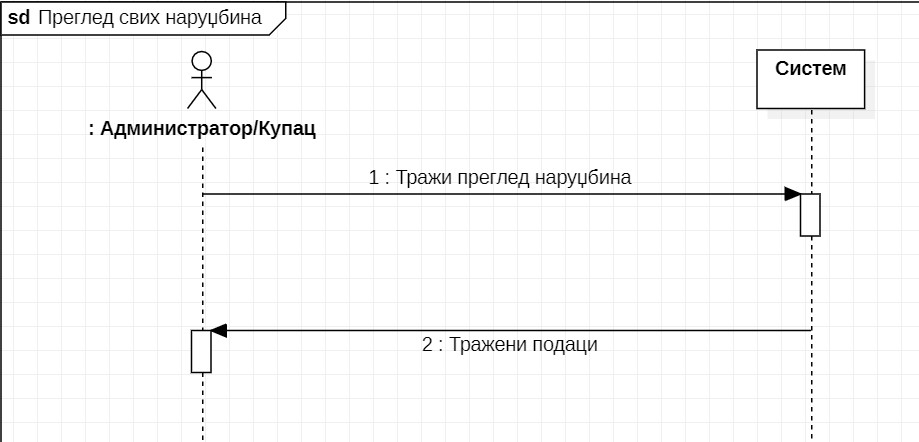 sd Преглед свих наруџбина
Систем
: Администратор/Купац
1 : Тражи преглед наруџбина
2 : Тражени подаци